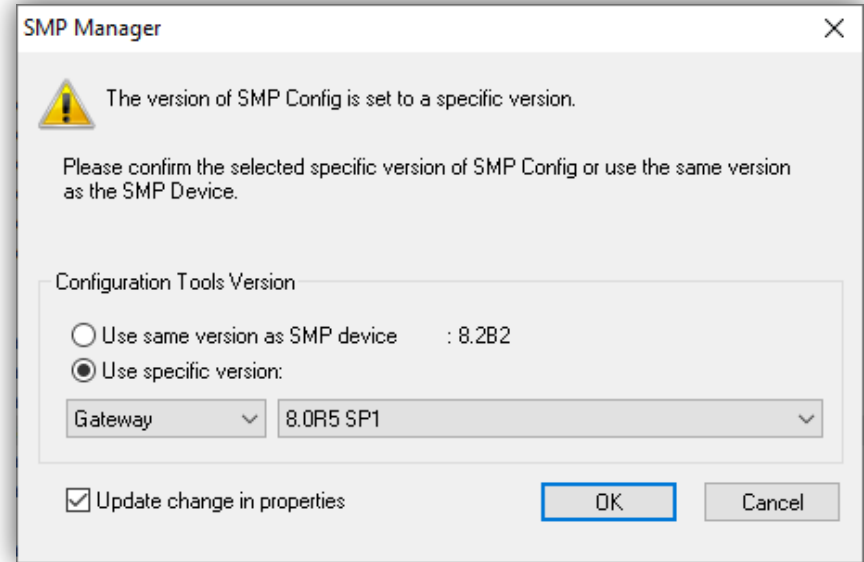 SMP Manager
The version of SMP Config is set to a specific version.
Please confirm the selected specific version of SMP Config or use the same version
as the SMP Device.
Configuration Tools Version
Use same version as SMP device : 8.2B2
Use specific version:
Gateway 8.0R5 SP1
Update change in properties OK Cancel